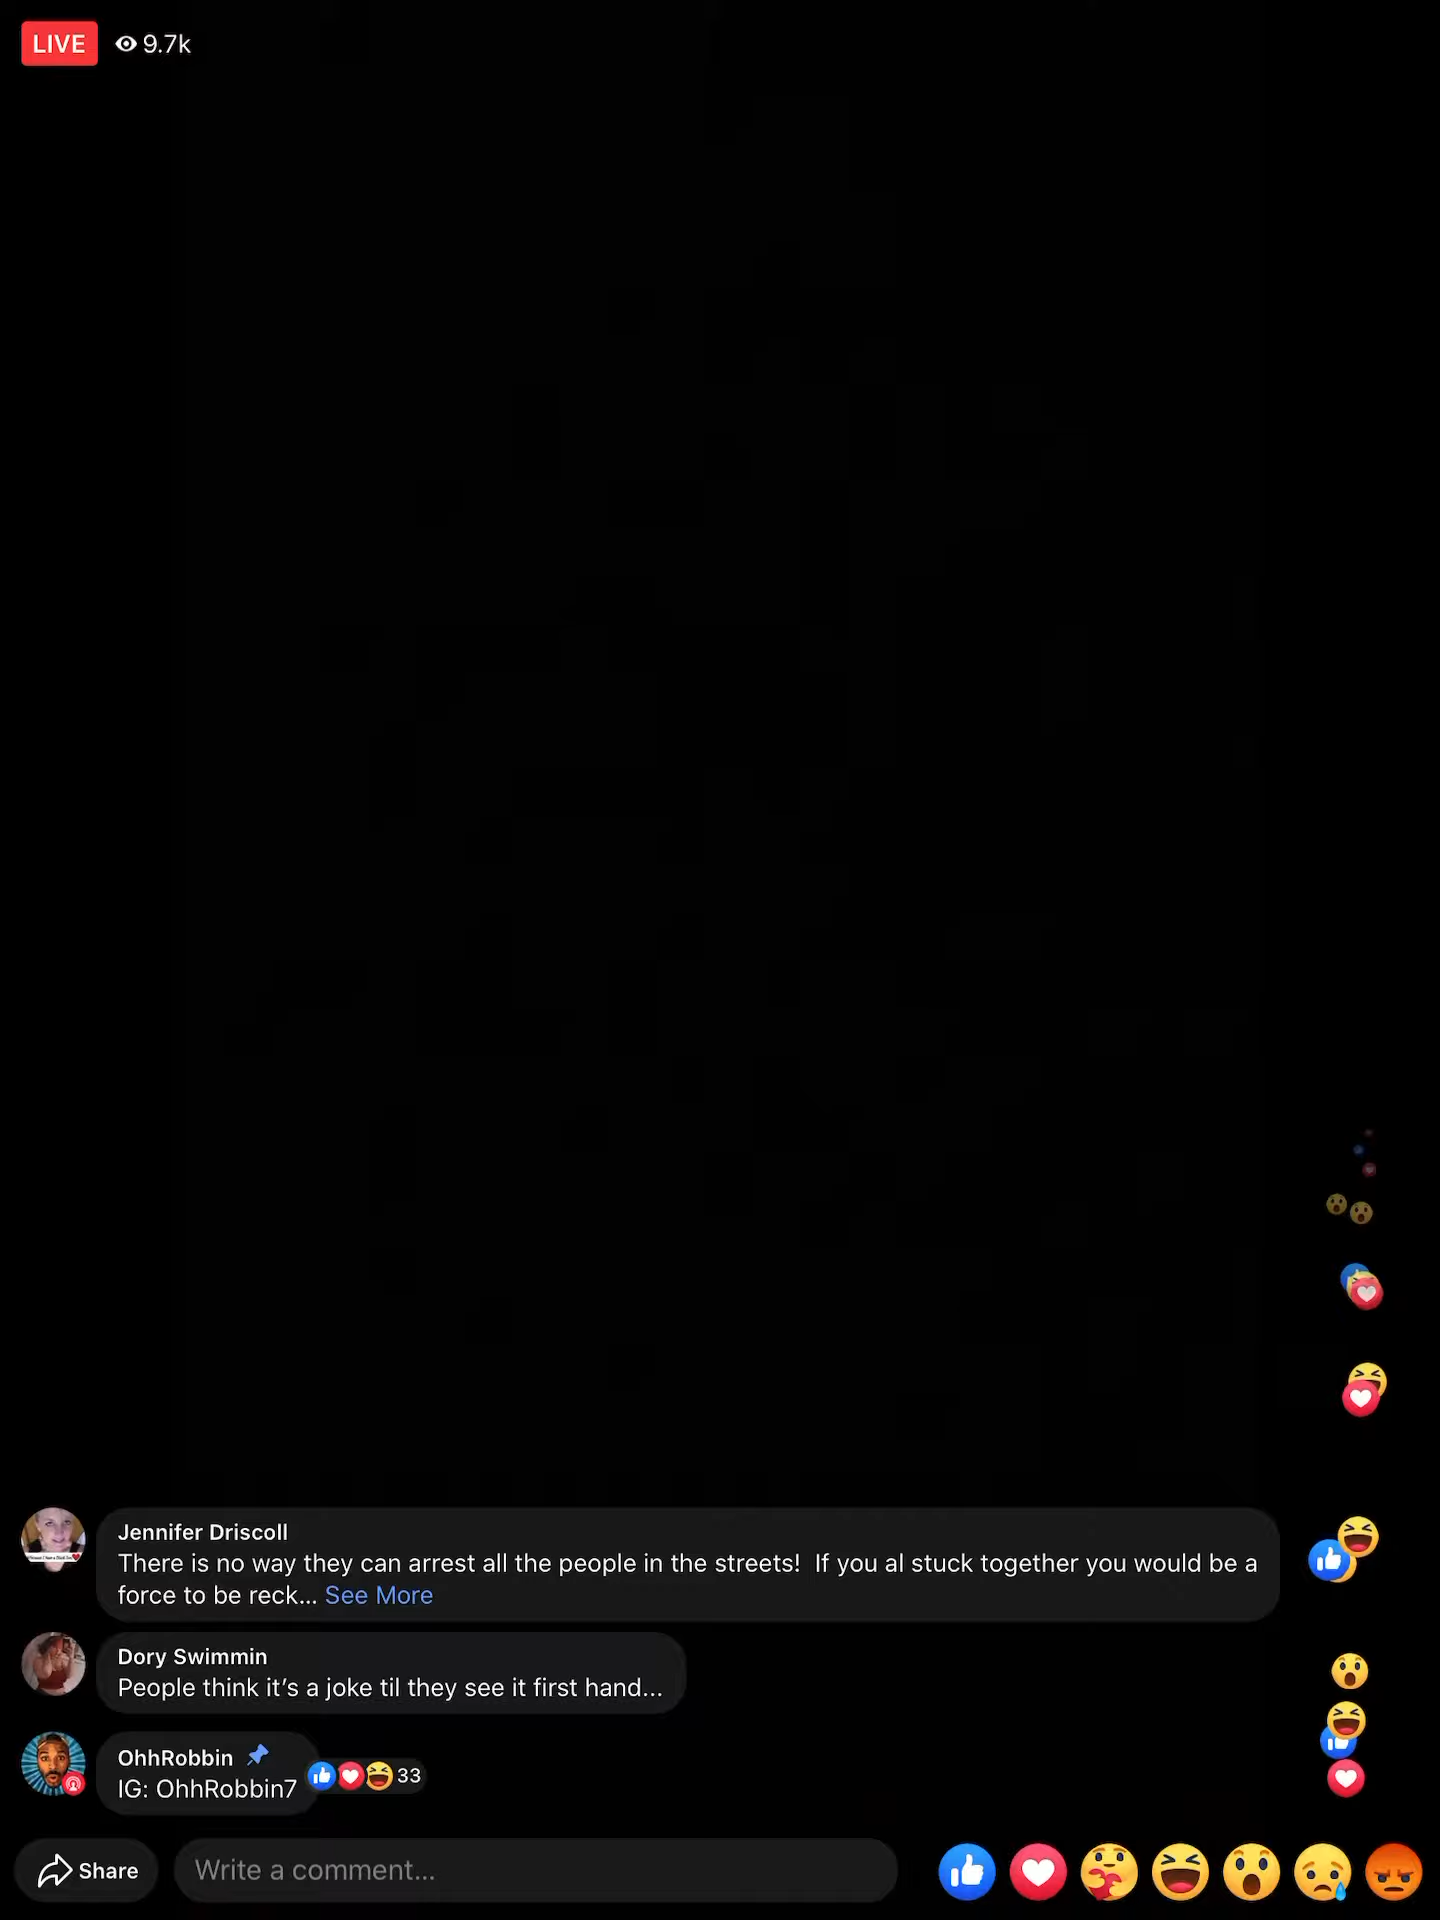 LIVE 9.7k
Jennifer Driscoll
There is no way they can arrest all the people in the streets!  If you al stuck together you would be a
force to be reck... See More
Dory Swimmin
People think it’s a joke til they see it first hand...
OhhRobbin
IG: OhhRobbin7 33
Share Write a comment...